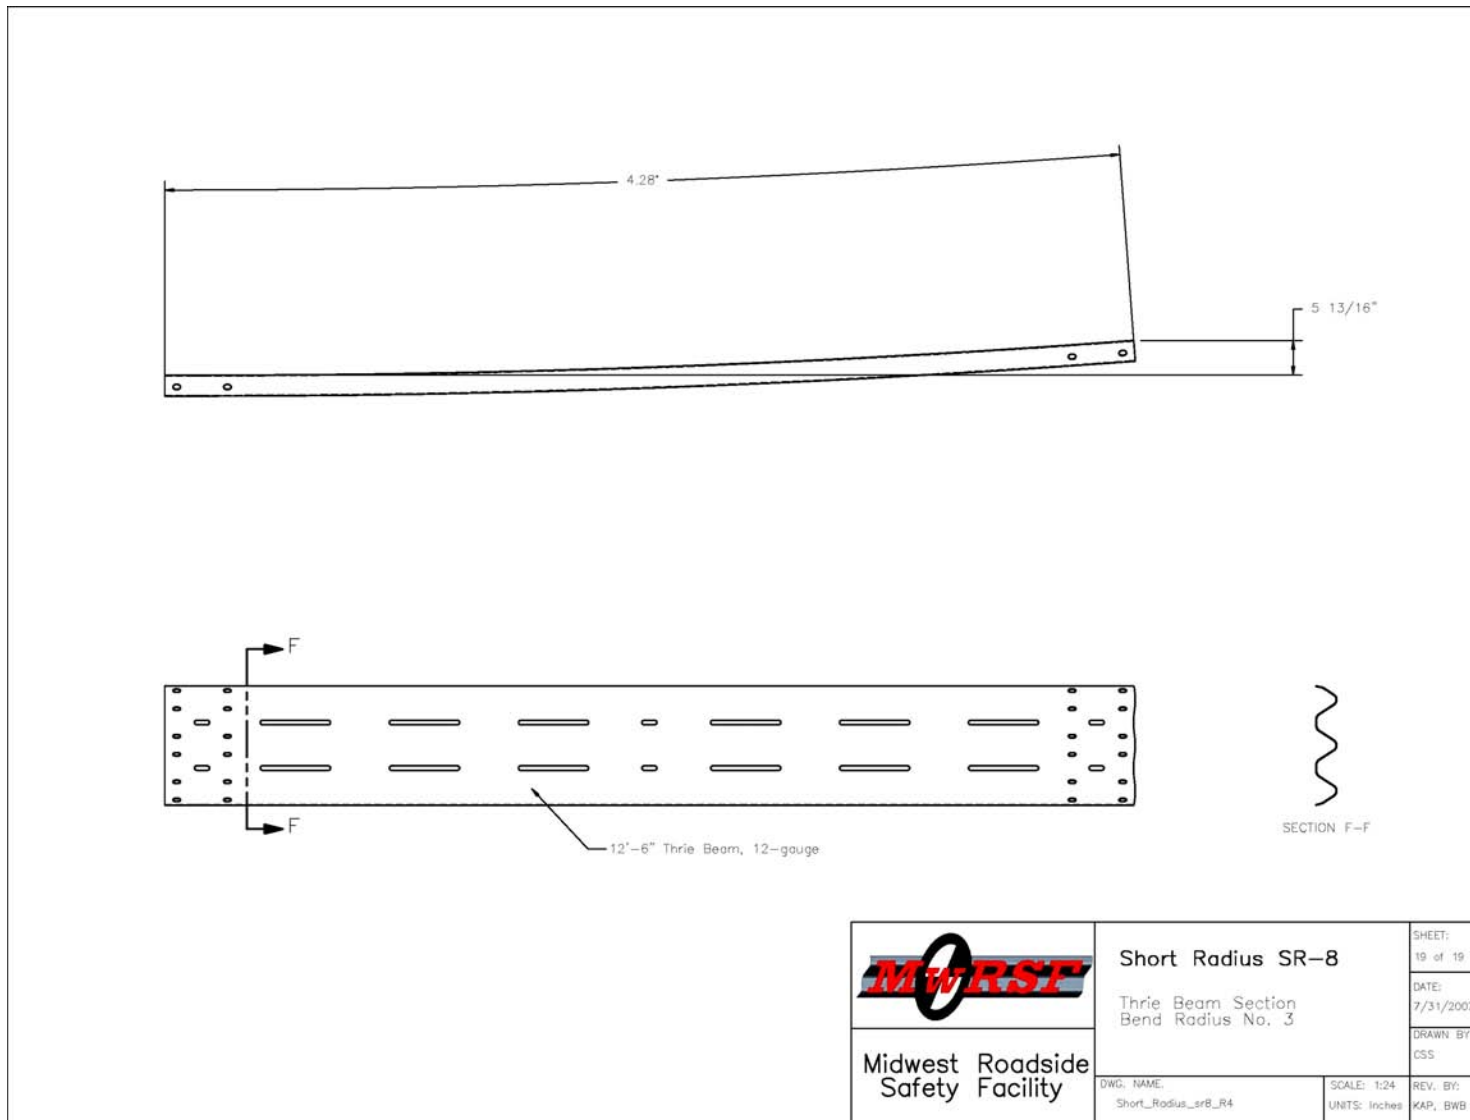 4.28°
5 13/16"
F
F
12'-6" Thrie Beam, 12-gauge
SECTION F-F
MwRSF
Midwest Roadside
Safety Facility
Short Radius SR-8
Thrie Beam Section
Bend Radius No. 3
SHEET:
19 of 19
DATE:
DRAWN BY
CSS
DWG. NAME.
Short_Radius_sr8_R4
SCALE: 1:24
UNITS: Inches
REV. BY:
KAP, BWB